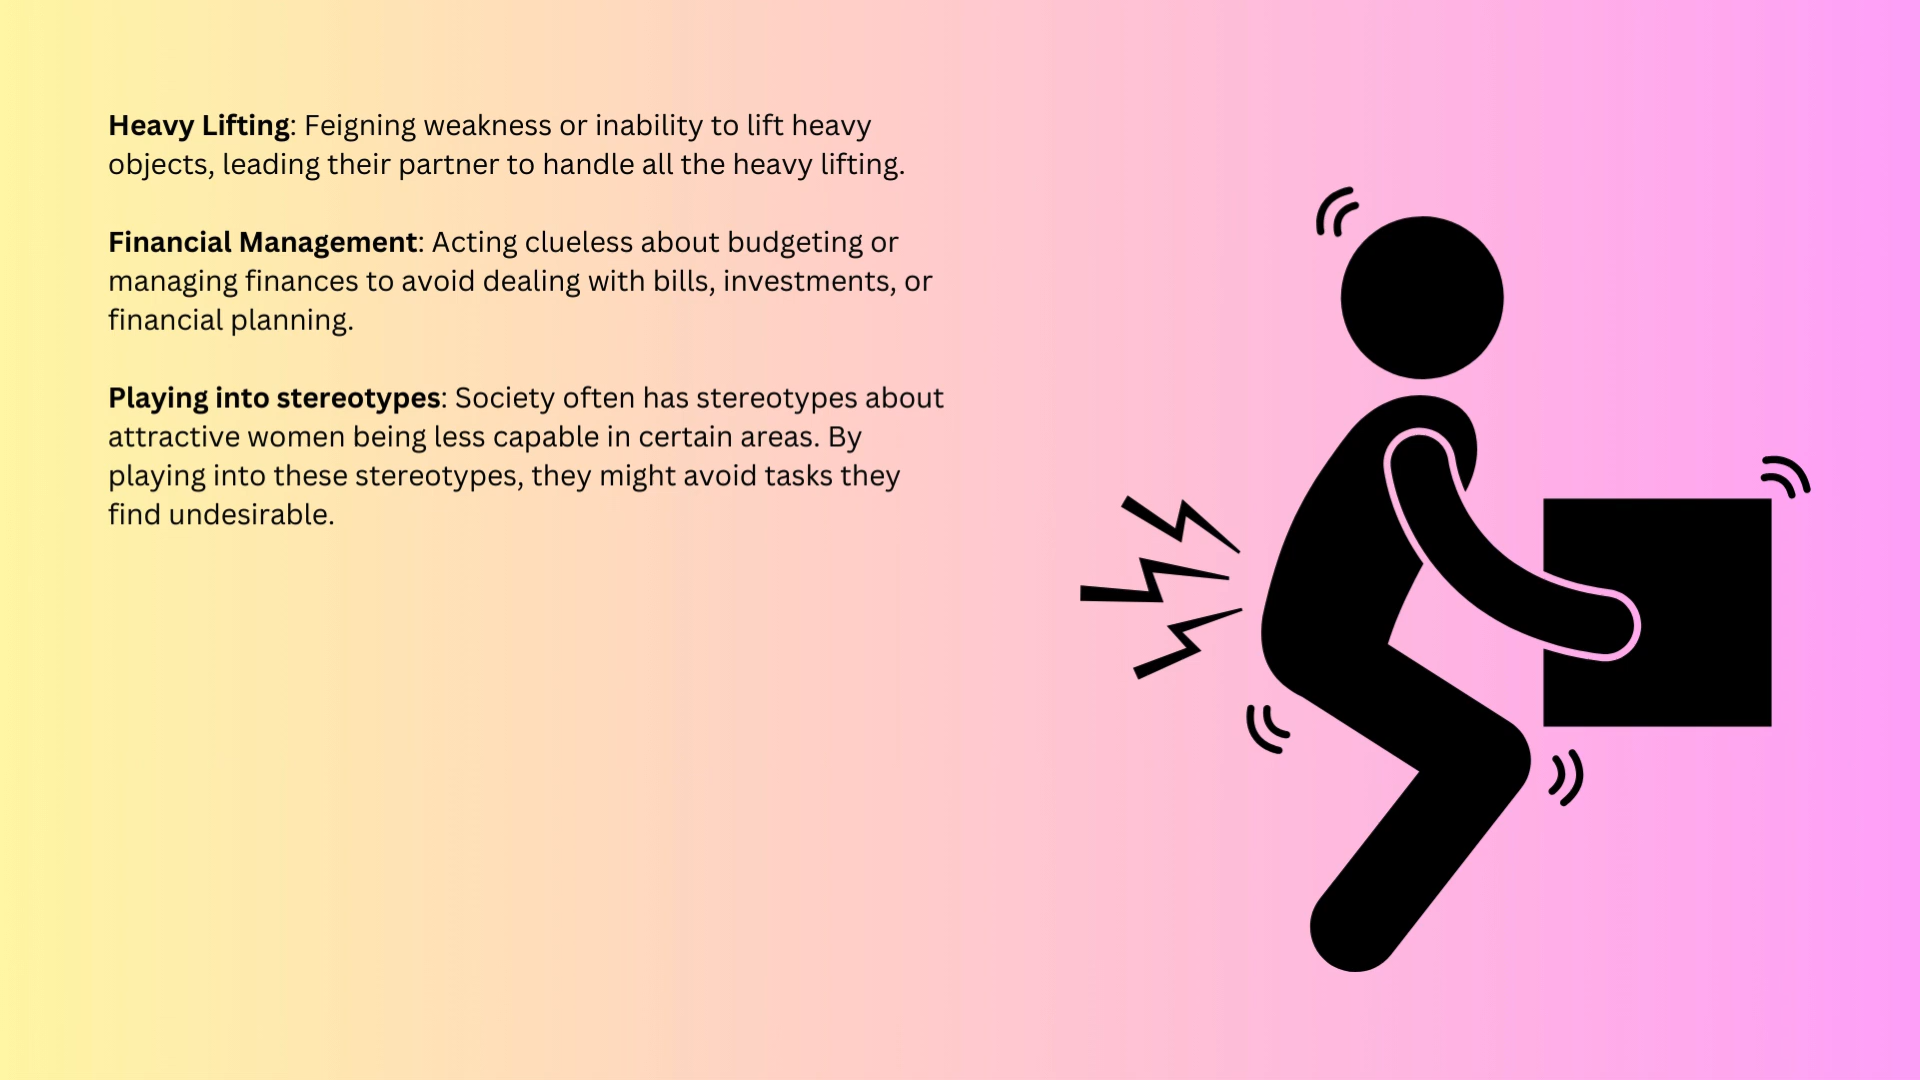 Heavy Lifting: Feigning weakness or inability to lift heavy
objects, leading their partner to handle all the heavy lifting.
Financial Management: Acting clueless about budgeting or
managing finances to avoid dealing with bills, investments, or
financial planning.
Playing into stereotypes: Society often has stereotypes about
attractive women being less capable in certain areas. By
playing into these stereotypes, they might avoid tasks they
find undesirable.